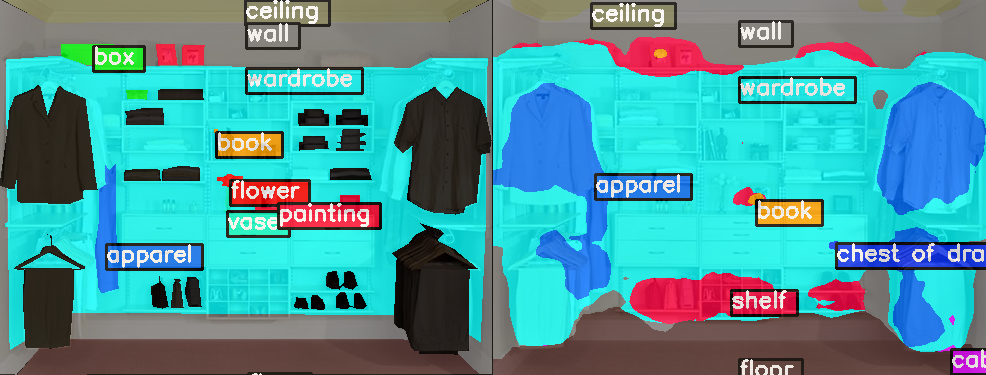 ceiling
wall
box
wardrobe
book
flower
painting
vase
apparel
ceiling
wall
wardrobe
apparel
book
chest of dra
shelf
floor
cab